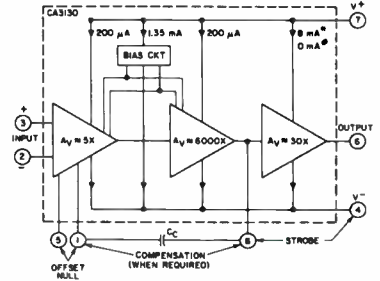 CA3130
V+
7
200 μA
1.35 mA
200 μA
8 mA*
0 mA
BIAS CKT
+
3
INPUT
2
−
AV ≈ 5X
AV ≈ 6000X
AV ≈ 30X
OUTPUT
6
V−
4
5
1
CC
8
STROBE
OFFSET
NULL
COMPENSATION
(WHEN REQUIRED)